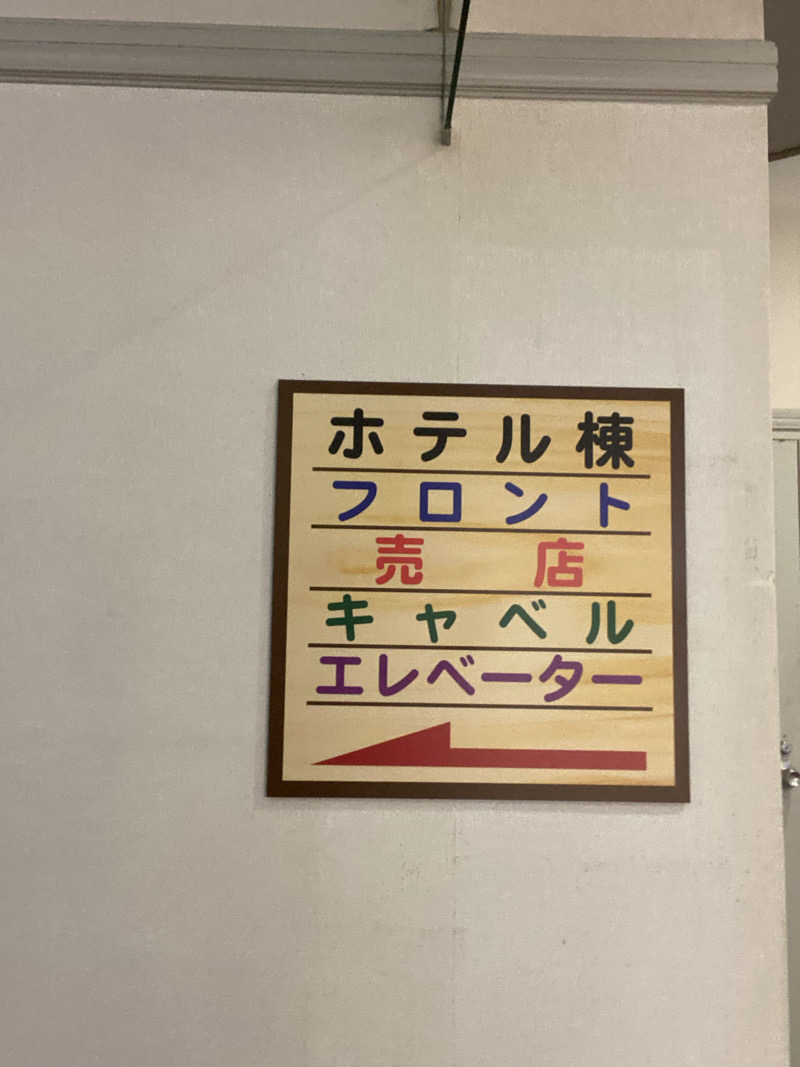 ホテル棟
フロント
売店
キャベル
エレベーター